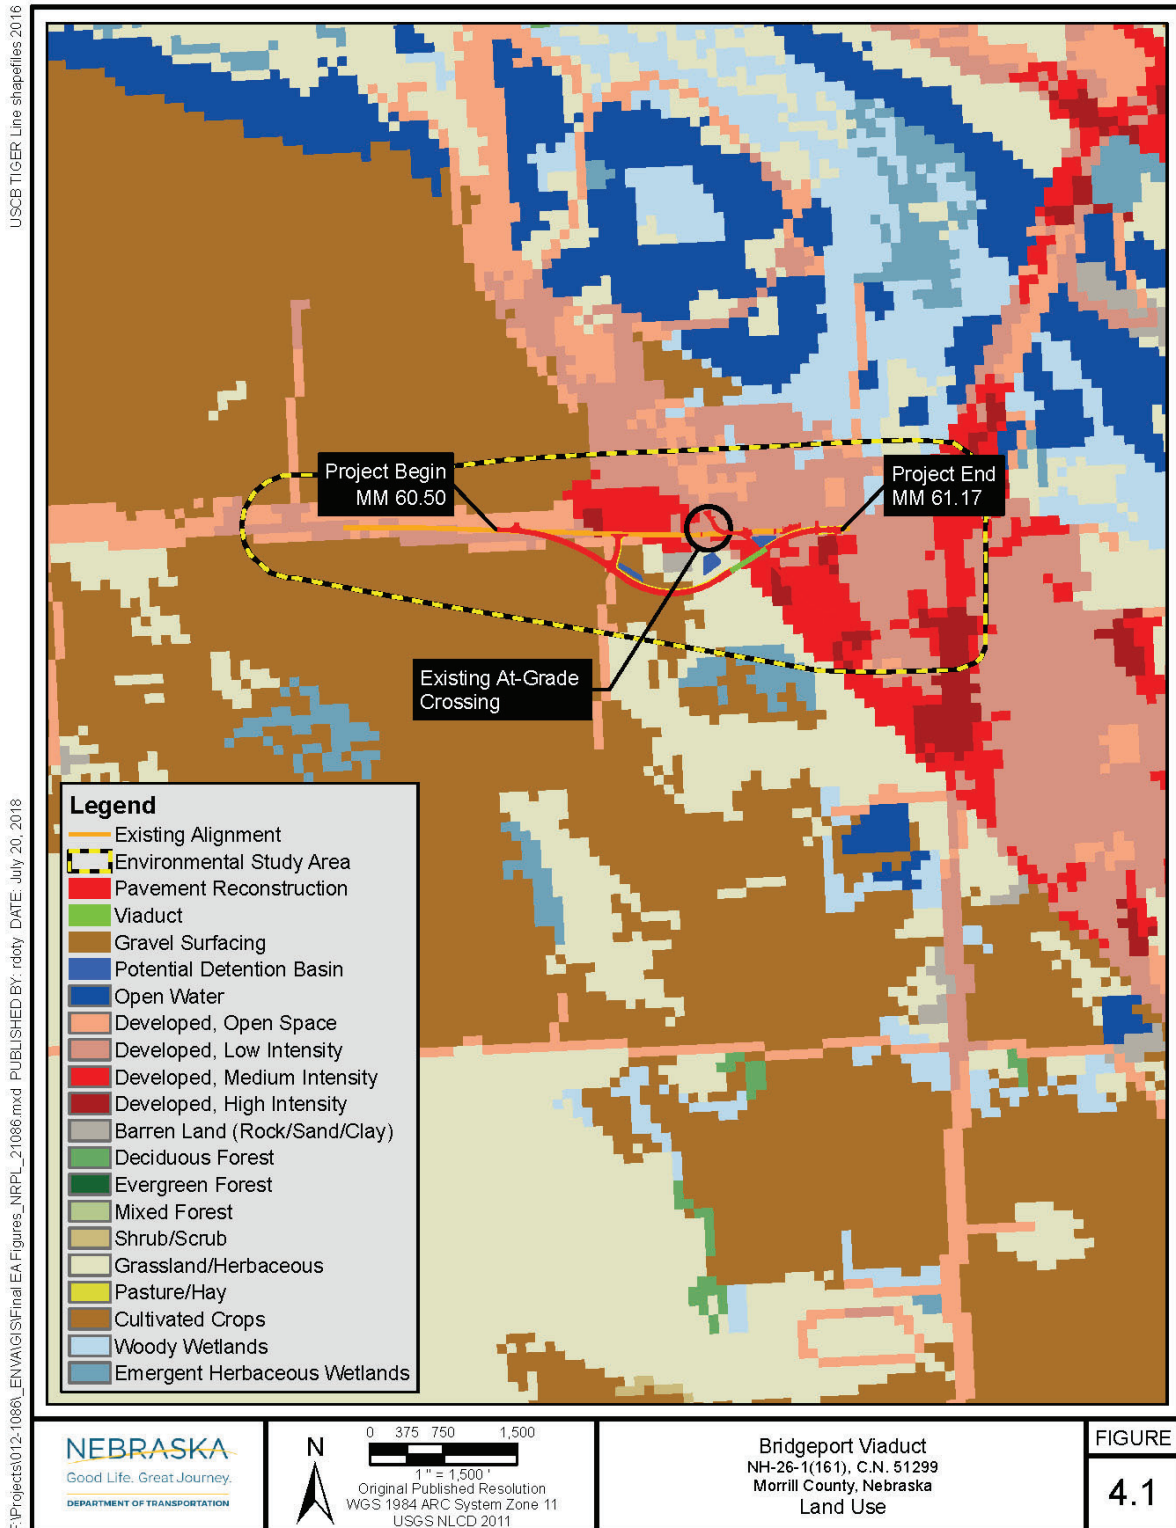 USCB TIGER Line shapefiles 2016
F:\Projects\012-1086\_ENVA\GIS\Final EA Figures_NRPL_21086.mxd PUBLISHED BY: rdoty DATE: July 20, 2018
Project Begin
MM 60.50
Project End
MM 61.17
Existing At-Grade
Crossing
Legend
Existing Alignment
Environmental Study Area
Pavement Reconstruction
Viaduct
Gravel Surfacing
Potential Detention Basin
Open Water
Developed, Open Space
Developed, Low Intensity
Developed, Medium Intensity
Developed, High Intensity
Barren Land (Rock/Sand/Clay)
Deciduous Forest
Evergreen Forest
Mixed Forest
Shrub/Scrub
Grassland/Herbaceous
Pasture/Hay
Cultivated Crops
Woody Wetlands
Emergent Herbaceous Wetlands
NEBRASKA
Good Life. Great Journey.
DEPARTMENT OF TRANSPORTATION
N
0 375 750 1,500
1 " = 1,500 '
Original Published Resolution
WGS 1984 ARC System Zone 11
USGS NLCD 2011
Bridgeport Viaduct
NH-26-1(161), C.N. 51299
Morrill County, Nebraska
Land Use
FIGURE
4.1